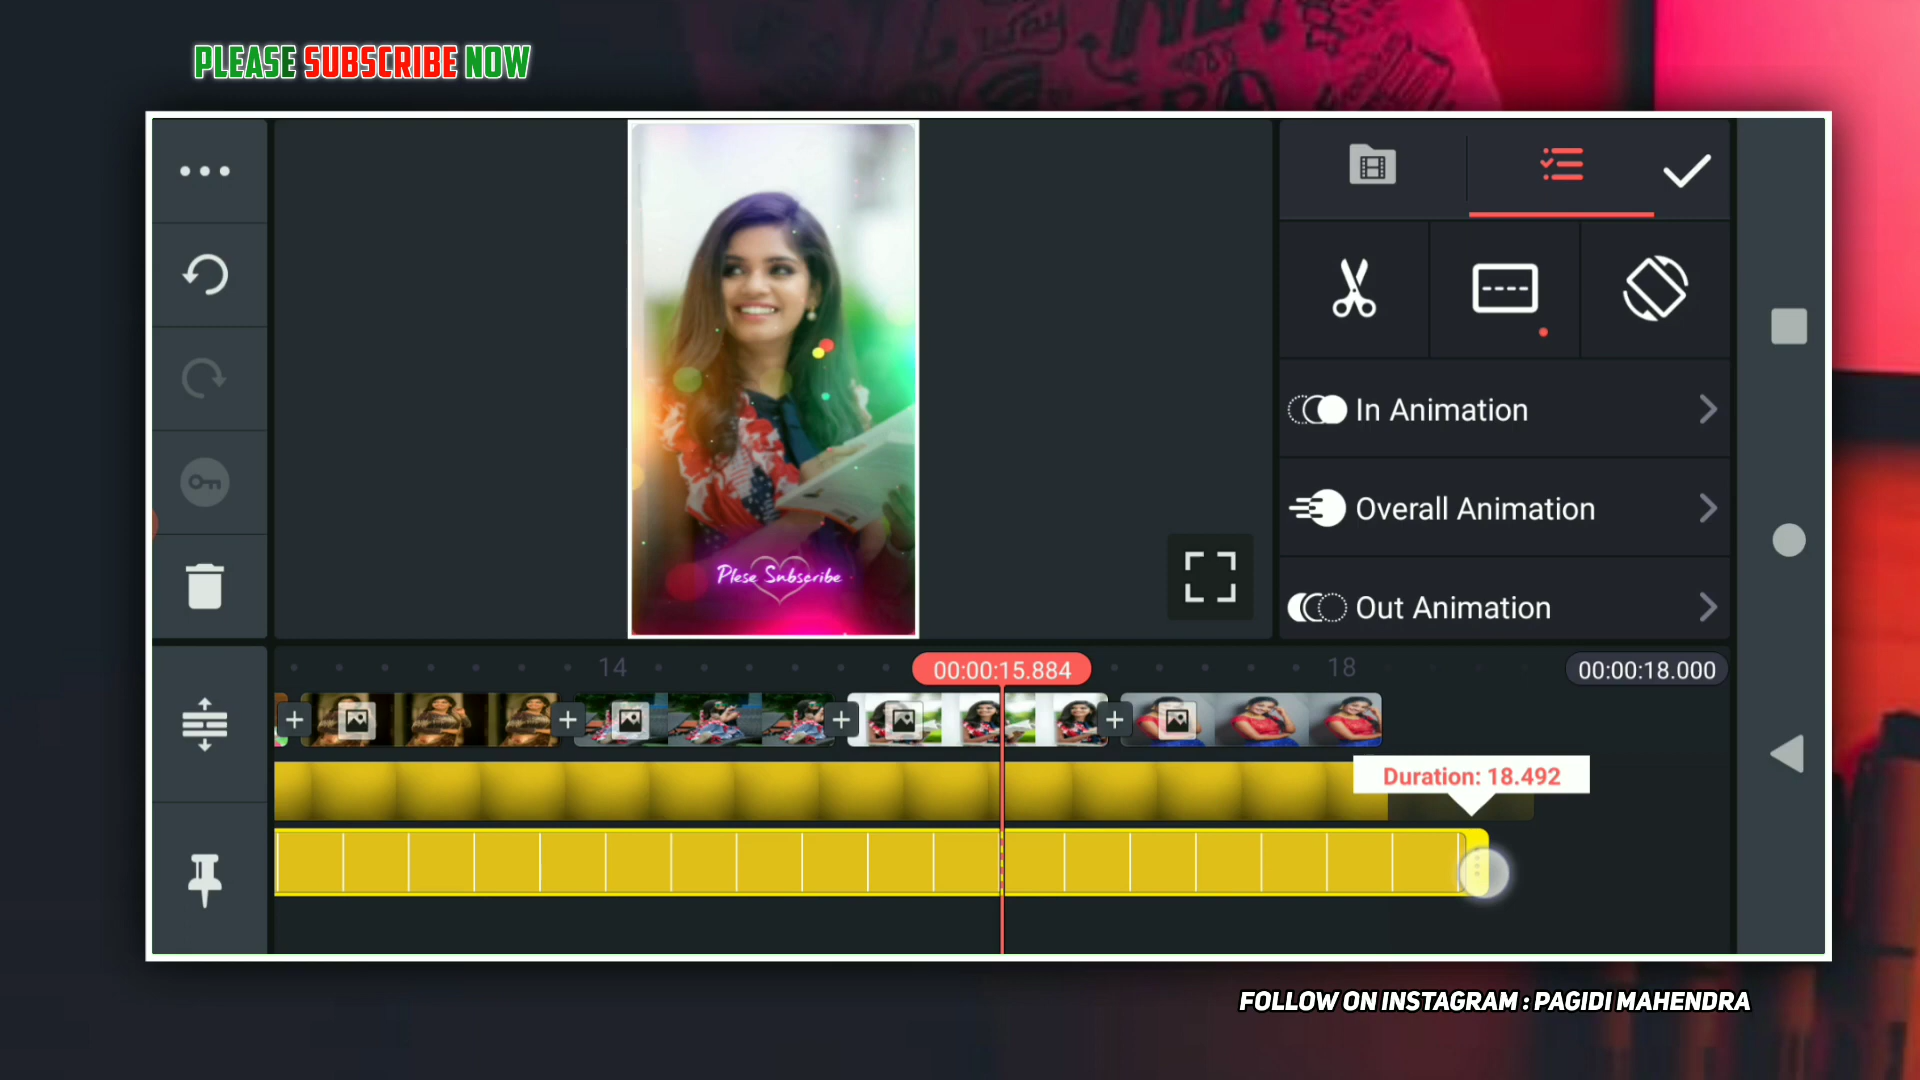 PLEASE SUBSCRIBE NOW
In Animation
Overall Animation
Plese Subscribe
Out Animation
14
00:00:15.884
18
00:00:18.000
Duration: 18.492
FOLLOW ON INSTAGRAM : PAGIDI MAHENDRA